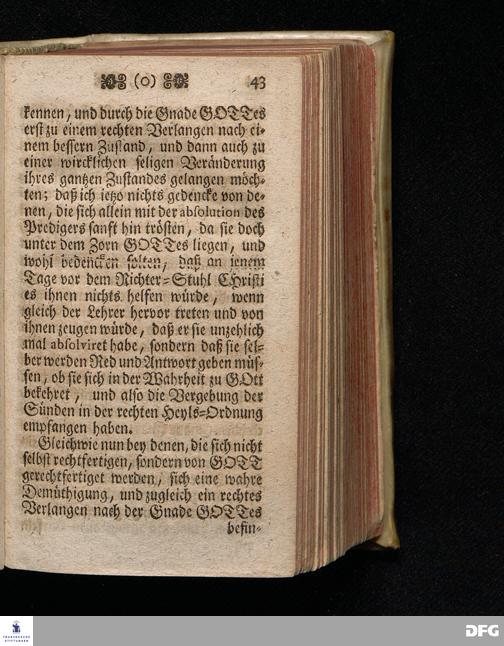 (o) 43
kennen, und durch die Gnade GOTTes
erst zu einem rechten Verlangen nach ei-
nem bessern Zustand, und dann auch zu
einer wircklichen seligen Veränderung
ihres gantzen Zustandes gelangen möch-
ten; daß ich ietzo nichts gedencke von de-
nen, die sich allein mit der absolution des
Predigers sanft hin trösten, da sie doch
unter dem Zorn GOTTes liegen, und
wohl bedencken solten, daß an jenem
Tage vor dem Richter-Stuhl CHristi
es ihnen nichts helfen würde, wenn
gleich der Lehrer hervor treten und von
ihnen zeugen würde, daß er sie unzehlich
mal absolviret habe, sondern daß sie sel-
ber werden Red und Antwort geben müs-
sen, ob sie sich in der Wahrheit zu GOtt
bekehret, und also die Vergebung der
Sünden in der rechten Heyls-Ordnung
empfangen haben.
Gleichwie nun bey denen, die sich nicht
selbst rechtfertigen, sondern von GOTT
gerechtfertiget werden, sich eine wahre
Demüthigung, und zugleich ein rechtes
Verlangen nach der Gnade GOTTes
befin-
FRANCKESCHE
STIFTUNGEN
DFG